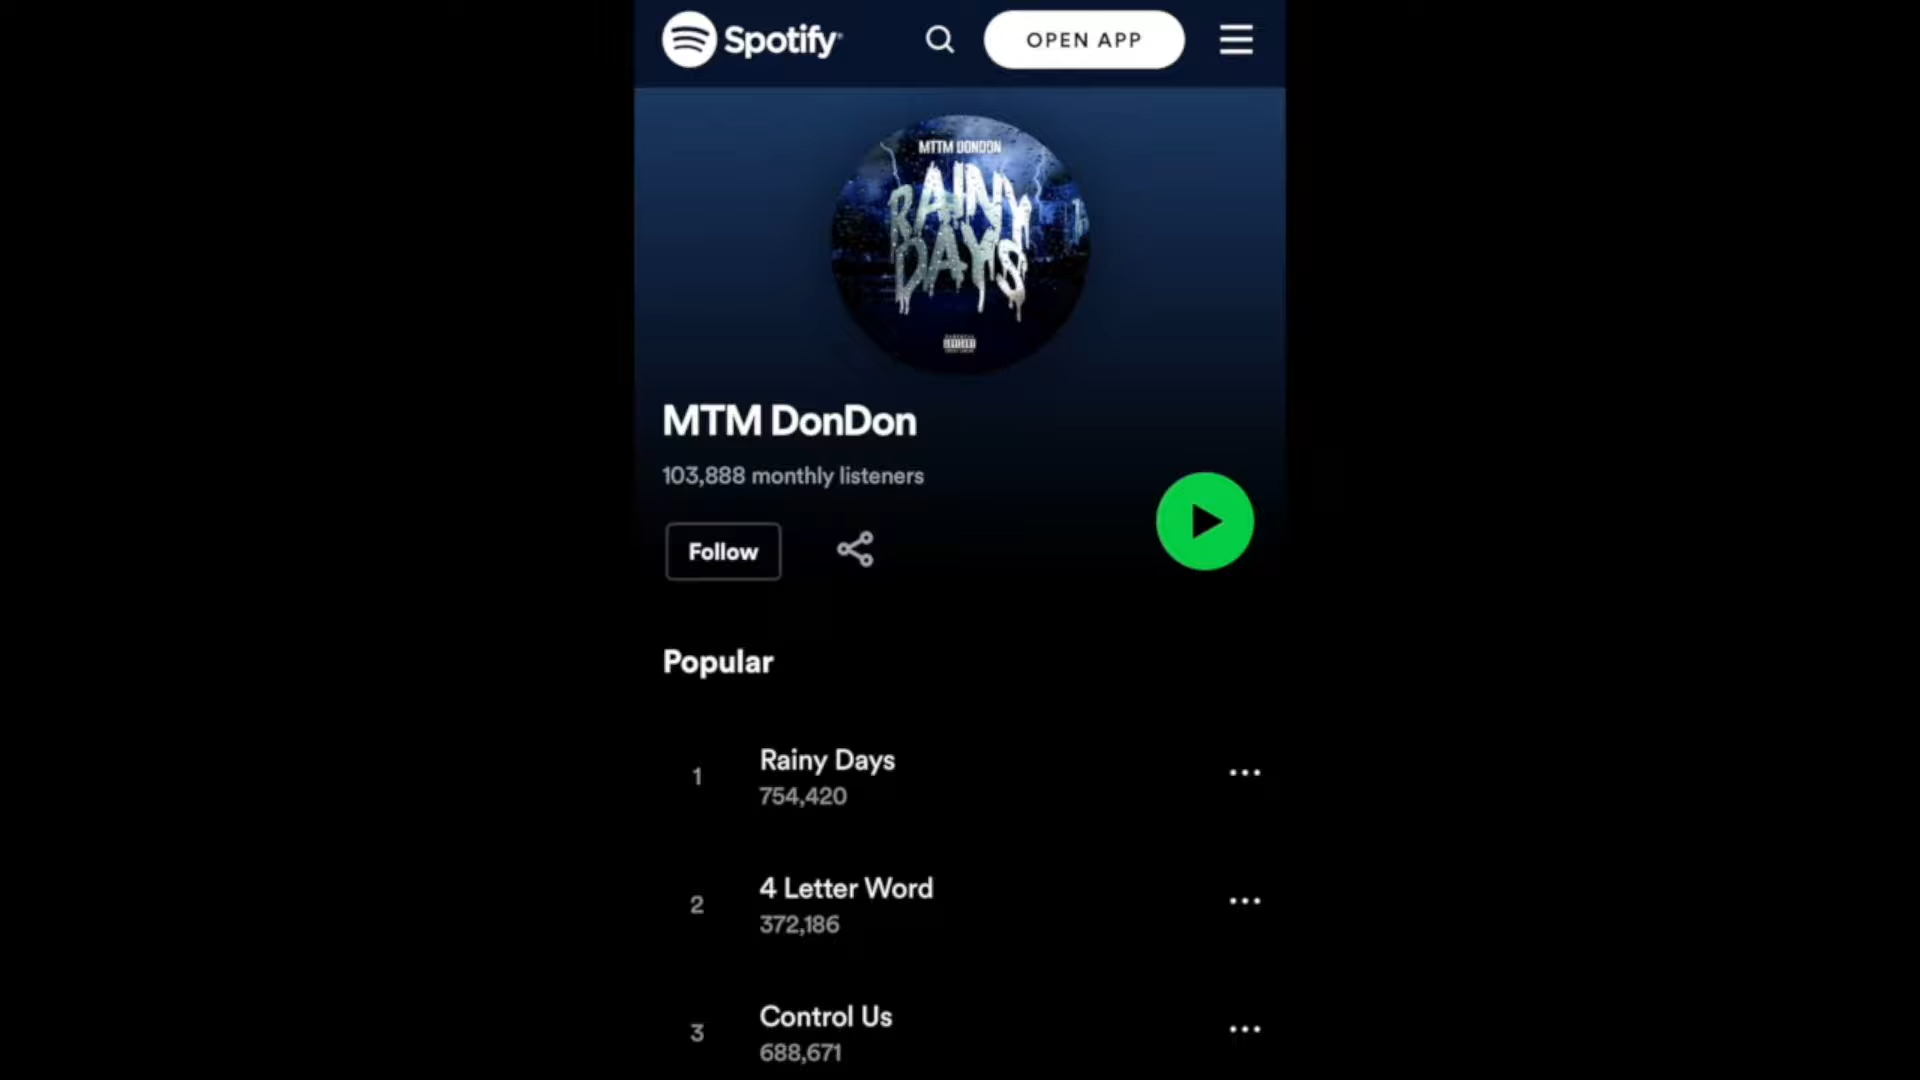 Spotify
OPEN APP
MTTM DONDON
RAINY
DAYS
MTM DonDon
103,888 monthly listeners
Follow
Popular
1
Rainy Days
754,420
2
4 Letter Word
372,186
3
Control Us
688,671